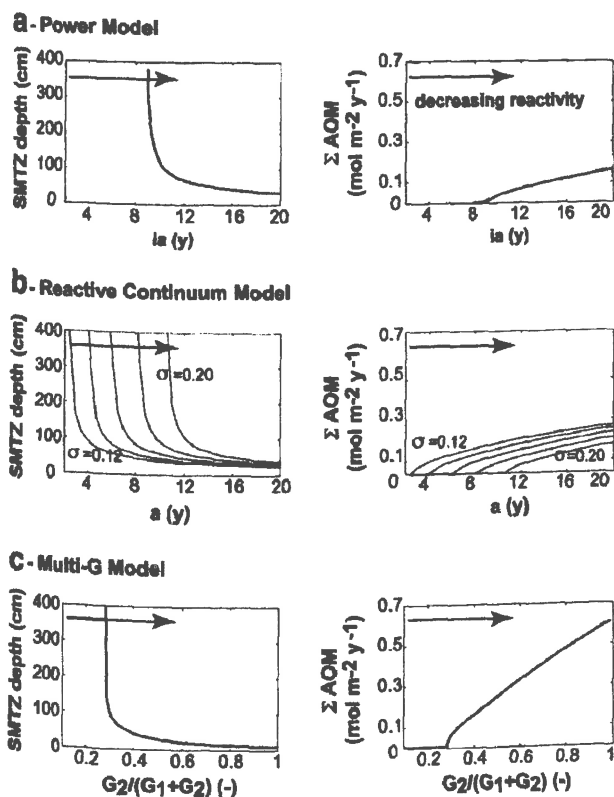 a - Power Model
SMTZ depth (cm)
400
300
200
100
0
4 8 12 16 20
ia (y)
Σ AOM
(mol m-2 y-1)
0.7
0.5
0.3
0.1
0
decreasing reactivity
4 8 12 16 20
ia (y)
b - Reactive Continuum Model
SMTZ depth (cm)
400
300
200
100
0
σ=0.20
σ=0.12
4 8 12 16 20
a (y)
Σ AOM
(mol m-2 y-1)
0.7
0.5
0.3
0.1
0
σ=0.12
σ=0.20
4 8 12 16 20
a (y)
c - Multi-G Model
SMTZ depth (cm)
400
300
200
100
0
0.2 0.4 0.6 0.8 1
G2/(G1+G2) (-)
Σ AOM
(mol m-2 y-1)
0.7
0.5
0.3
0.1
0
0.2 0.4 0.6 0.8 1
G2/(G1+G2) (-)